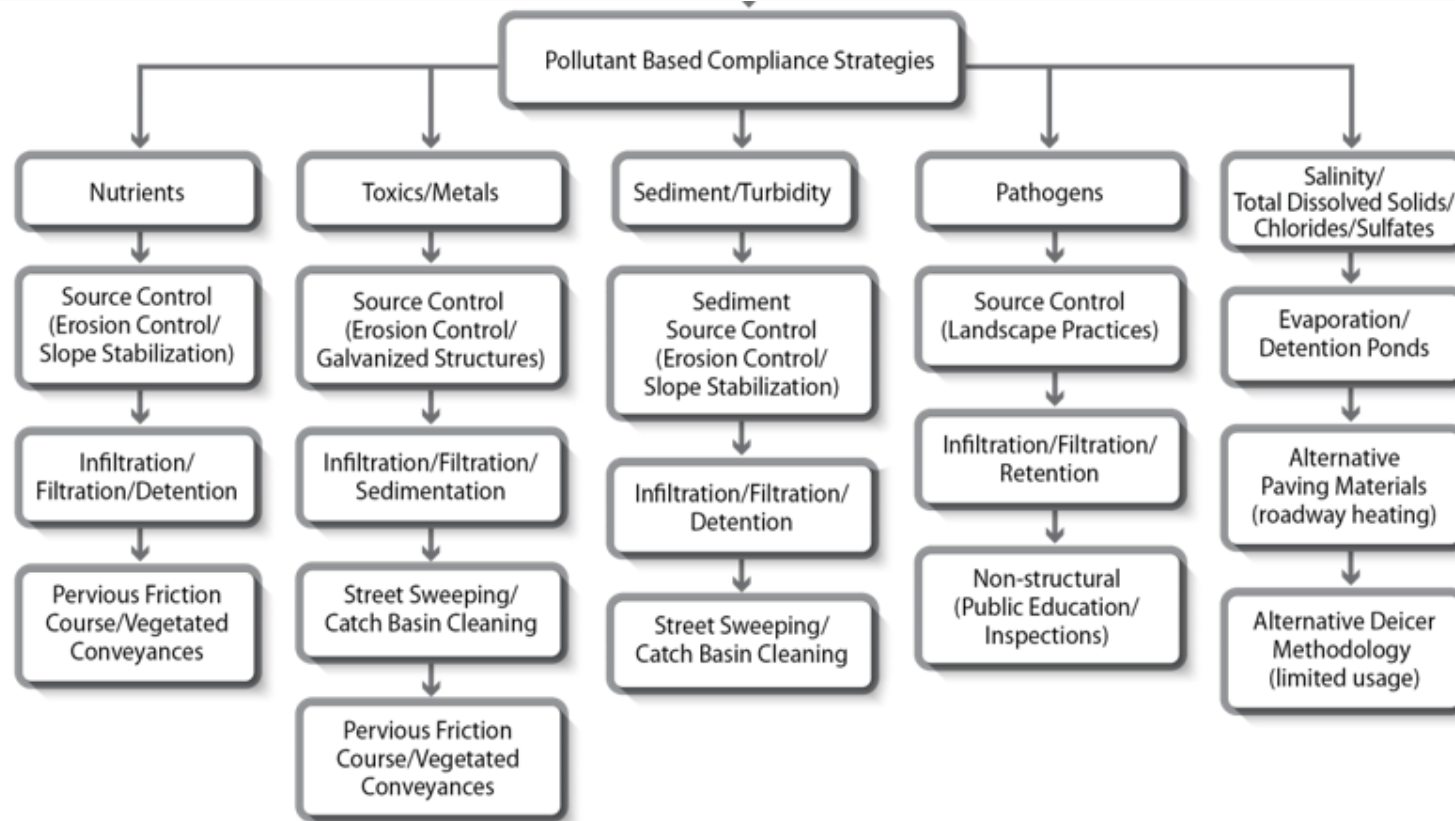 Pollutant Based Compliance Strategies
Nutrients
Source Control
(Erosion Control/
Slope Stabilization)
Infiltration/
Filtration/Detention
Pervious Friction
Course/Vegetated
Conveyances
Toxics/Metals
Source Control
(Erosion Control/
Galvanized Structures)
Infiltration/Filtration/
Sedimentation
Street Sweeping/
Catch Basin Cleaning
Pervious Friction
Course/Vegetated
Conveyances
Sediment/Turbidity
Sediment
Source Control
(Erosion Control/
Slope Stabilization)
Infiltration/Filtration/
Detention
Street Sweeping/
Catch Basin Cleaning
Pathogens
Source Control
(Landscape Practices)
Infiltration/Filtration/
Retention
Non-structural
(Public Education/
Inspections)
Salinity/
Total Dissolved Solids/
Chlorides/Sulfates
Evaporation/
Detention Ponds
Alternative
Paving Materials
(roadway heating)
Alternative Deicer
Methodology
(limited usage)